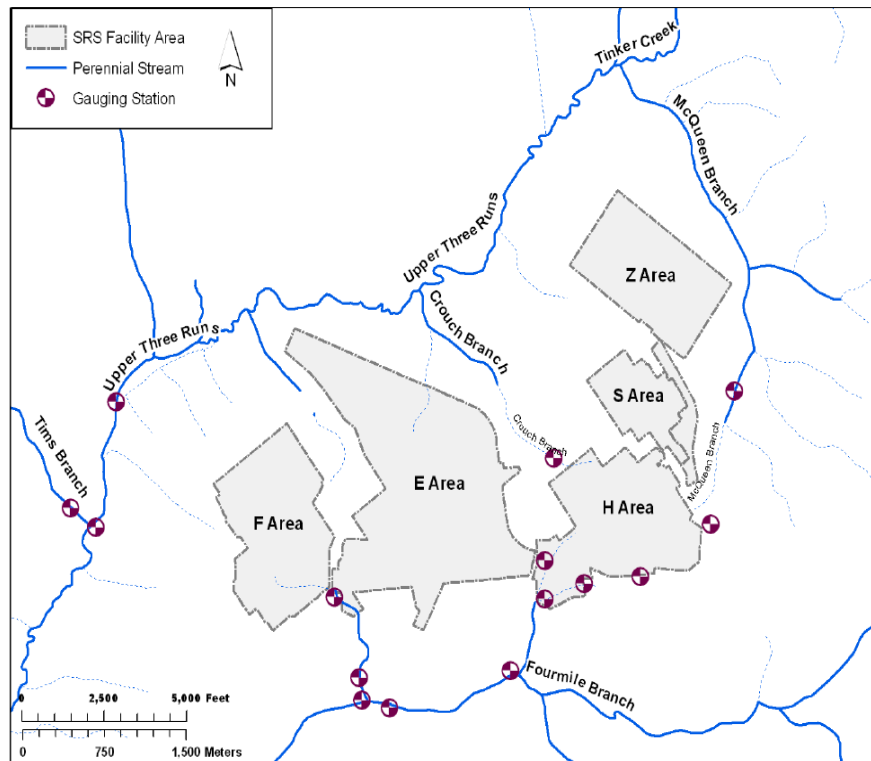 SRS Facility Area
Perennial Stream
Gauging Station
N
Tinker Creek
McQueen Branch
Upper Three Runs
Z Area
Crouch Branch
Upper Three Runs
S Area
Tims Branch
Crouch Branch
McQueen Branch
E Area
H Area
F Area
Fourmile Branch
0 2,500 5,000 Feet
0 750 1,500 Meters